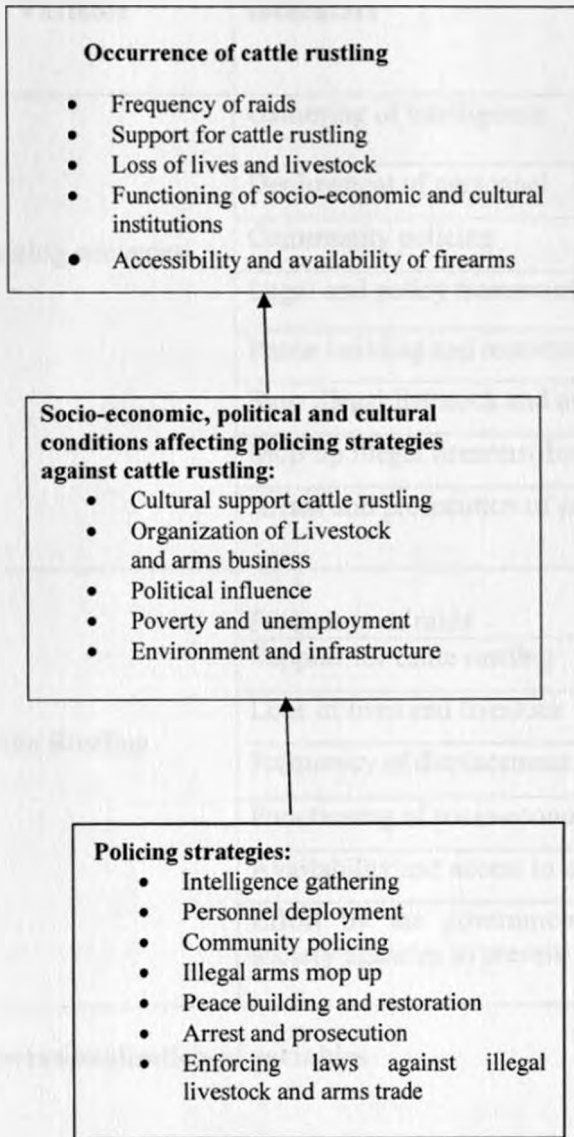 Occurrence of cattle rustling
• Frequency of raids
• Support for cattle rustling
• Loss of lives and livestock
• Functioning of socio-economic and cultural
institutions
• Accessibility and availability of firearms
Socio-economic, political and cultural
conditions affecting policing strategies
against cattle rustling:
• Cultural support cattle rustling
• Organization of Livestock
and arms business
• Political influence
• Poverty and unemployment
• Environment and infrastructure
Policing strategies:
• Intelligence gathering
• Personnel deployment
• Community policing
• Illegal arms mop up
• Peace building and restoration
• Arrest and prosecution
• Enforcing laws against illegal
livestock and arms trade